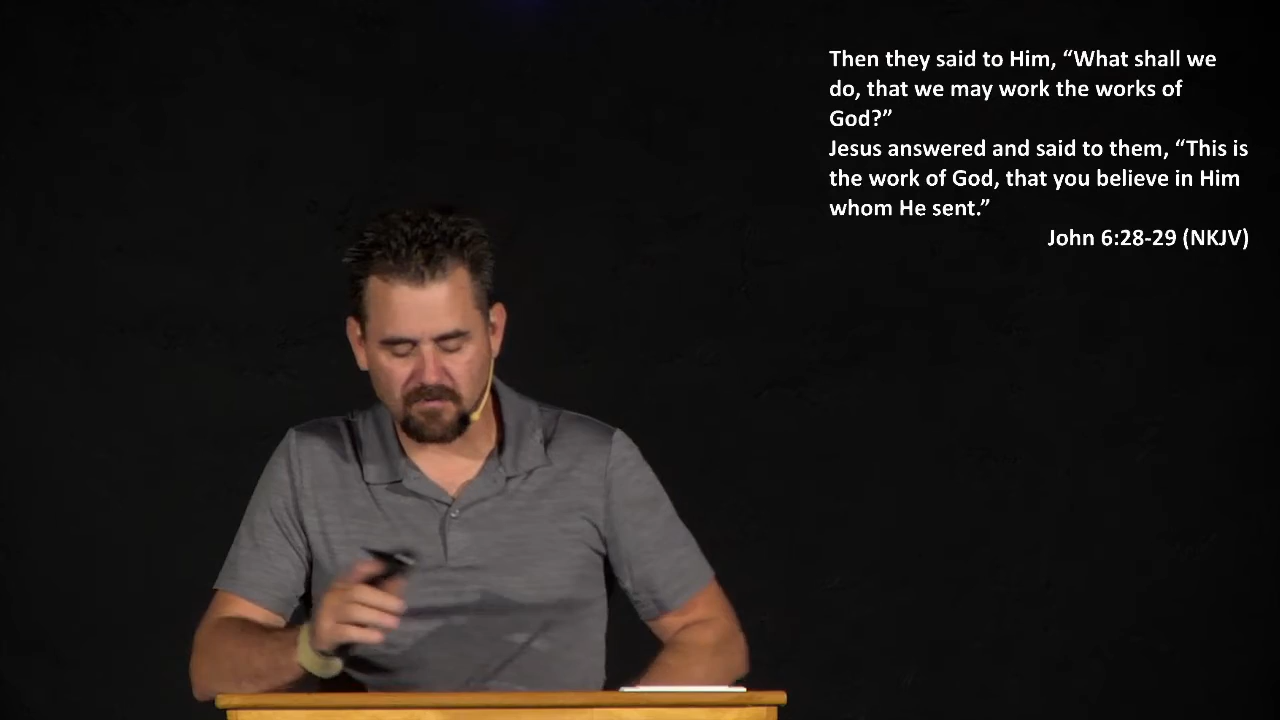 Then they said to Him, “What shall we
do, that we may work the works of
God?”
Jesus answered and said to them, “This is
the work of God, that you believe in Him
whom He sent.”
John 6:28-29 (NKJV)